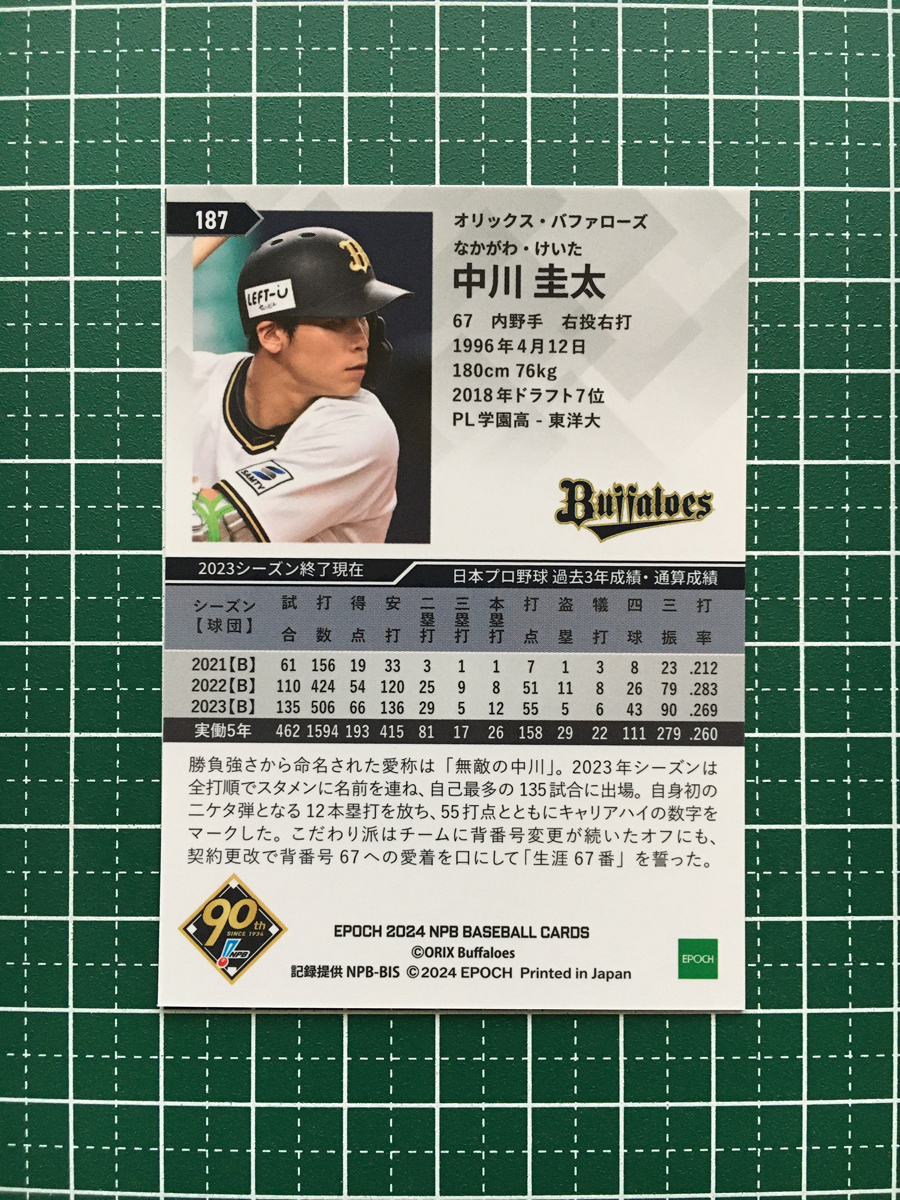 187
オリックス・バファローズ
なかがわ・けいた
中川 圭太
67 内野手 右投右打
1996年4月12日
180cm 76kg
2018年ドラフト7位
PL学園高 - 東洋大
B
LEFT-U
SAMTY
Buffaloes
2023シーズン終了現在
日本プロ野球 過去3年成績・通算成績
シーズン【球団】 試合 打数 得点 安打 二塁打 三塁打 本塁打 打点 盗塁 犠打 四球 三振 打率
2021【B】 61 156 19 33 3 1 1 7 1 3 8 23 .212
2022【B】 110 424 54 120 25 9 8 51 11 8 26 79 .283
2023【B】 135 506 66 136 29 5 12 55 5 6 43 90 .269
実働5年 462 1594 193 415 81 17 26 158 29 22 111 279 .260
勝負強さから命名された愛称は「無敵の中川」。2023年シーズンは
全打順でスタメンに名前を連ね、自己最多の135試合に出場。自身初の
二ケタ弾となる12本塁打を放ち、55打点とともにキャリアハイの数字を
マークした。こだわり派はチームに背番号変更が続いたオフにも、
契約更改で背番号67への愛着を口にして「生涯67番」を誓った。
90th
SINCE 1934
NPB
EPOCH 2024 NPB BASEBALL CARDS
©ORIX Buffaloes
記録提供 NPB-BIS ©2024 EPOCH Printed in Japan
EPOCH